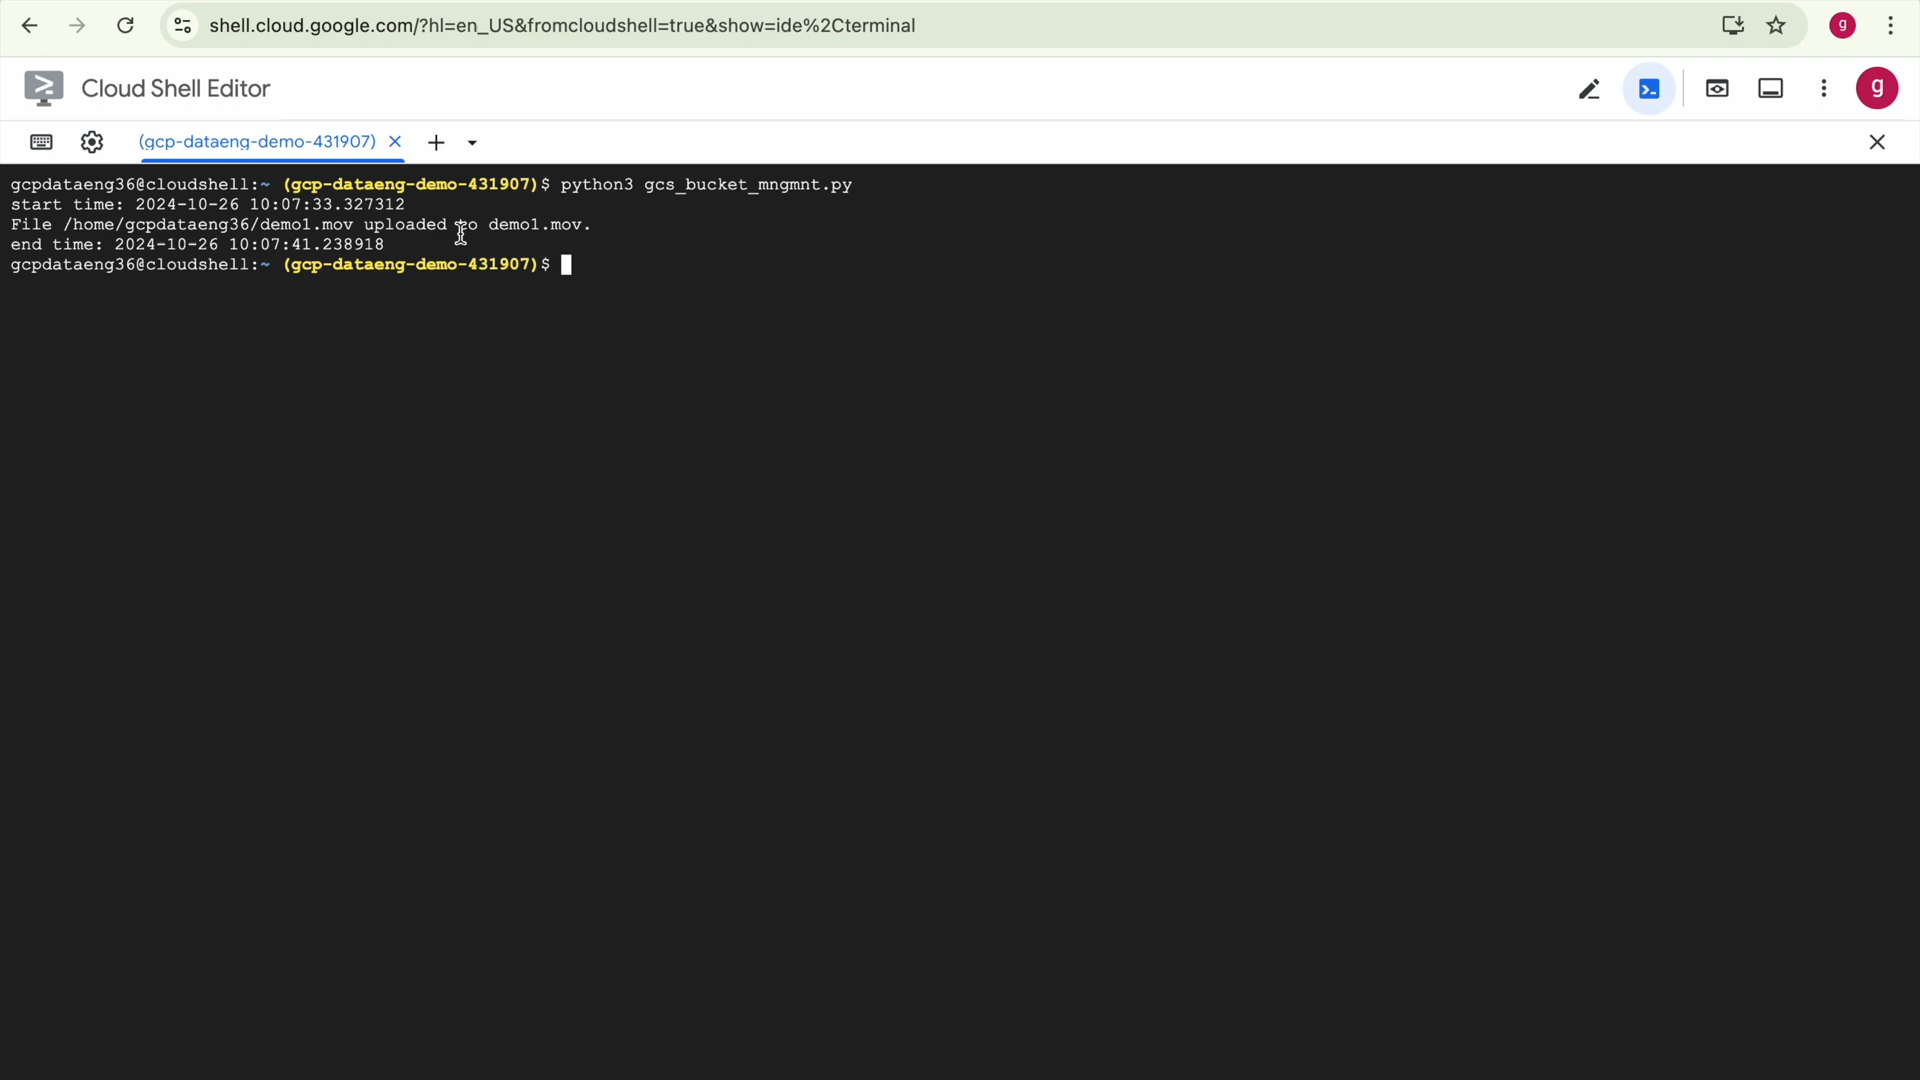 shell.cloud.google.com/?hl=en_US&fromcloudshell=true&show=ide%2Cterminal
g
Cloud Shell Editor
g
(gcp-dataeng-demo-431907)
gcpdataeng36@cloudshell:~ (gcp-dataeng-demo-431907)$ python3 gcs_bucket_mngmnt.py
start time: 2024-10-26 10:07:33.327312
File /home/gcpdataeng36/demo1.mov uploaded to demo1.mov.
end time: 2024-10-26 10:07:41.238918
gcpdataeng36@cloudshell:~ (gcp-dataeng-demo-431907)$